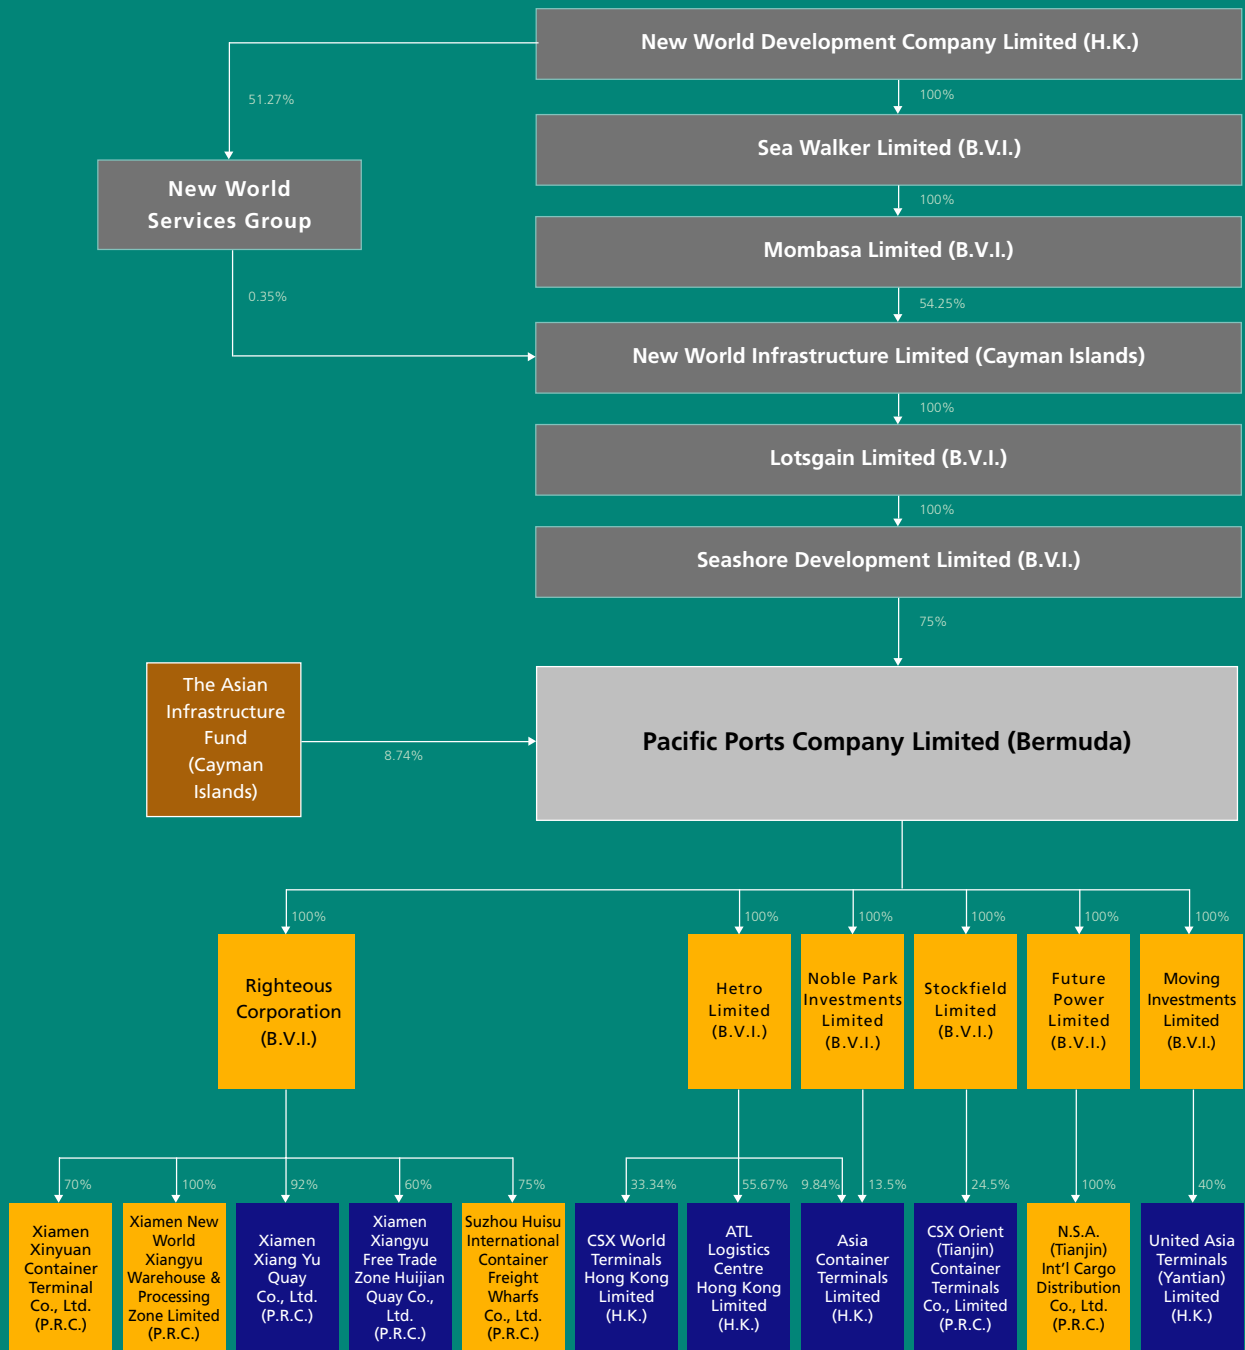 New World Development Company Limited (H.K.)
51.27%
100%
Sea Walker Limited (B.V.I.)
New World
Services Group
100%
Mombasa Limited (B.V.I.)
0.35%
54.25%
New World Infrastructure Limited (Cayman Islands)
100%
Lotsgain Limited (B.V.I.)
100%
Seashore Development Limited (B.V.I.)
75%
The Asian
Infrastructure
Fund
(Cayman
Islands)
8.74%
Pacific Ports Company Limited (Bermuda)
100%
100%
100%
100%
100%
100%
Righteous
Corporation
(B.V.I.)
Hetro
Limited
(B.V.I.)
Noble Park
Investments
Limited
(B.V.I.)
Stockfield
Limited
(B.V.I.)
Future
Power
Limited
(B.V.I.)
Moving
Investments
Limited
(B.V.I.)
70%
100%
92%
60%
75%
33.34%
55.67%
9.84%
13.5%
24.5%
100%
40%
Xiamen
Xinyuan
Container
Terminal
Co., Ltd.
(P.R.C.)
Xiamen New
World
Xiangyu
Warehouse &
Processing
Zone Limited
(P.R.C.)
Xiamen
Xiang Yu
Quay
Co., Ltd.
(P.R.C.)
Xiamen
Xiangyu
Free Trade
Zone Huijian
Quay Co.,
Ltd.
(P.R.C.)
Suzhou Huisu
International
Container
Freight
Wharfs
Co., Ltd.
(P.R.C.)
CSX World
Terminals
Hong Kong
Limited
(H.K.)
ATL
Logistics
Centre
Hong Kong
Limited
(H.K.)
Asia
Container
Terminals
Limited
(H.K.)
CSX Orient
(Tianjin)
Container
Terminals
Co., Limited
(P.R.C.)
N.S.A.
(Tianjin)
Int'l Cargo
Distribution
Co., Ltd.
(P.R.C.)
United Asia
Terminals
(Yantian)
Limited
(H.K.)